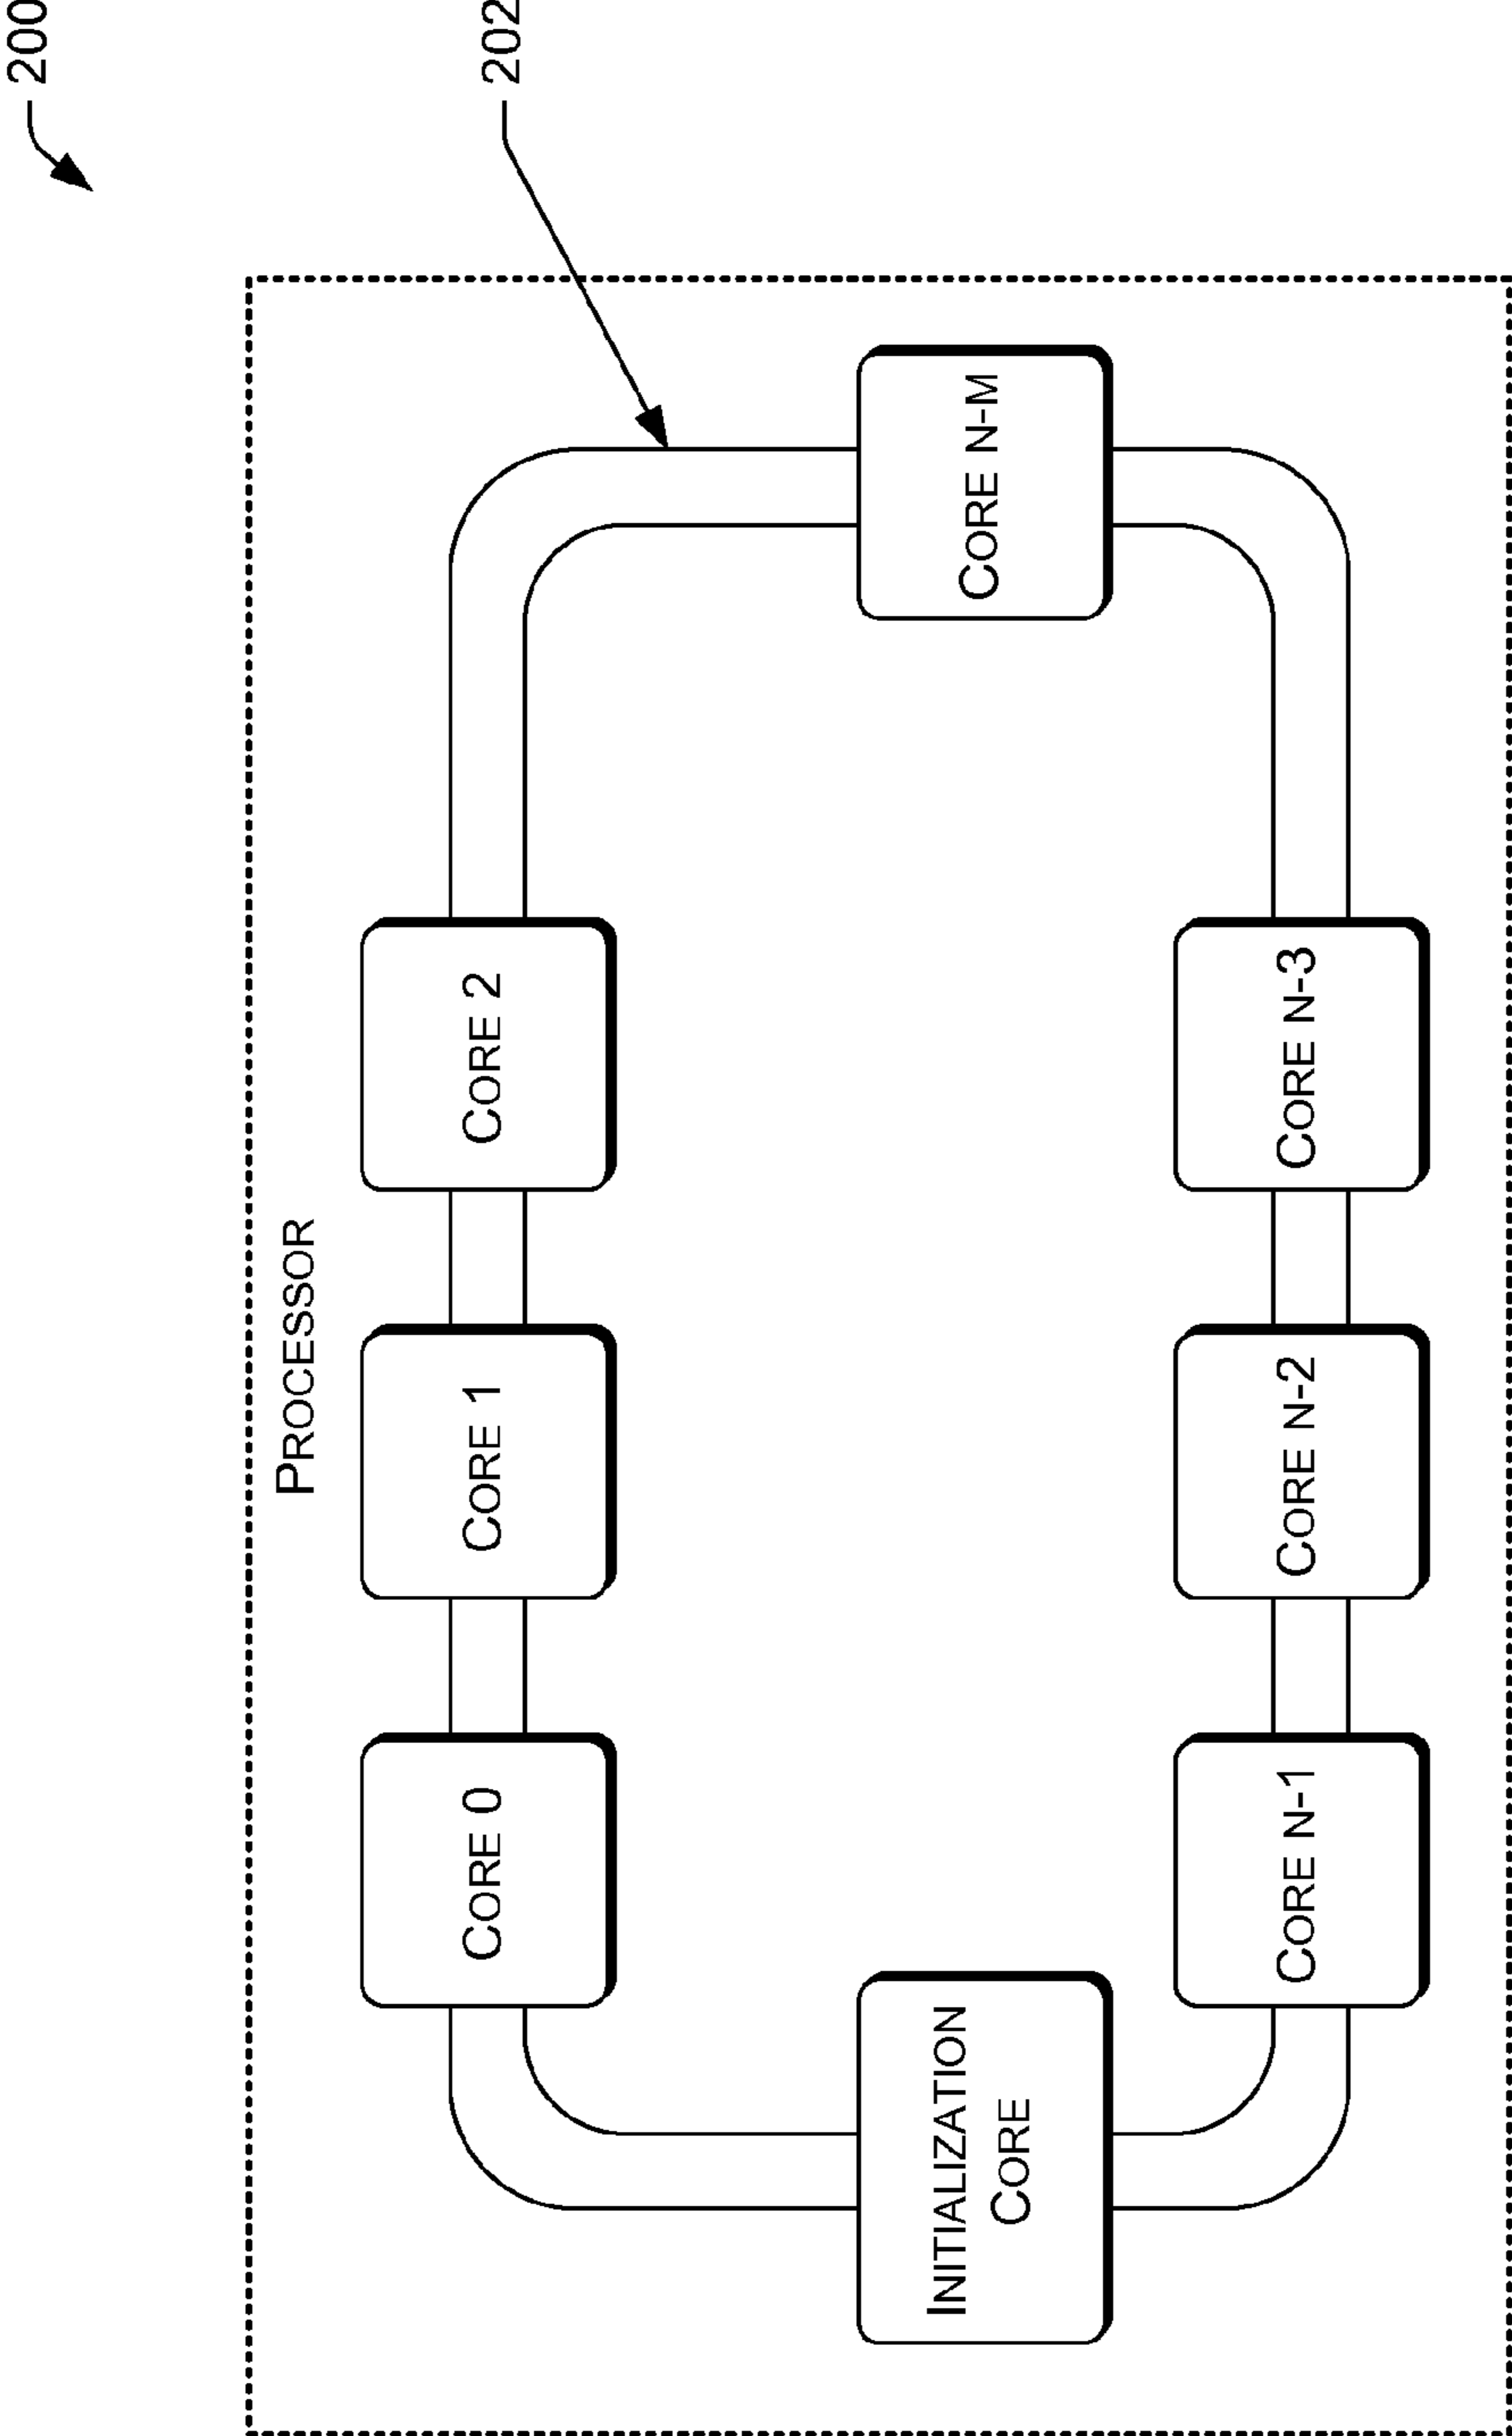 200
202
PROCESSOR
CORE 0
CORE 1
CORE 2
INITIALIZATION
CORE
CORE N-M
CORE N-1
CORE N-2
CORE N-3